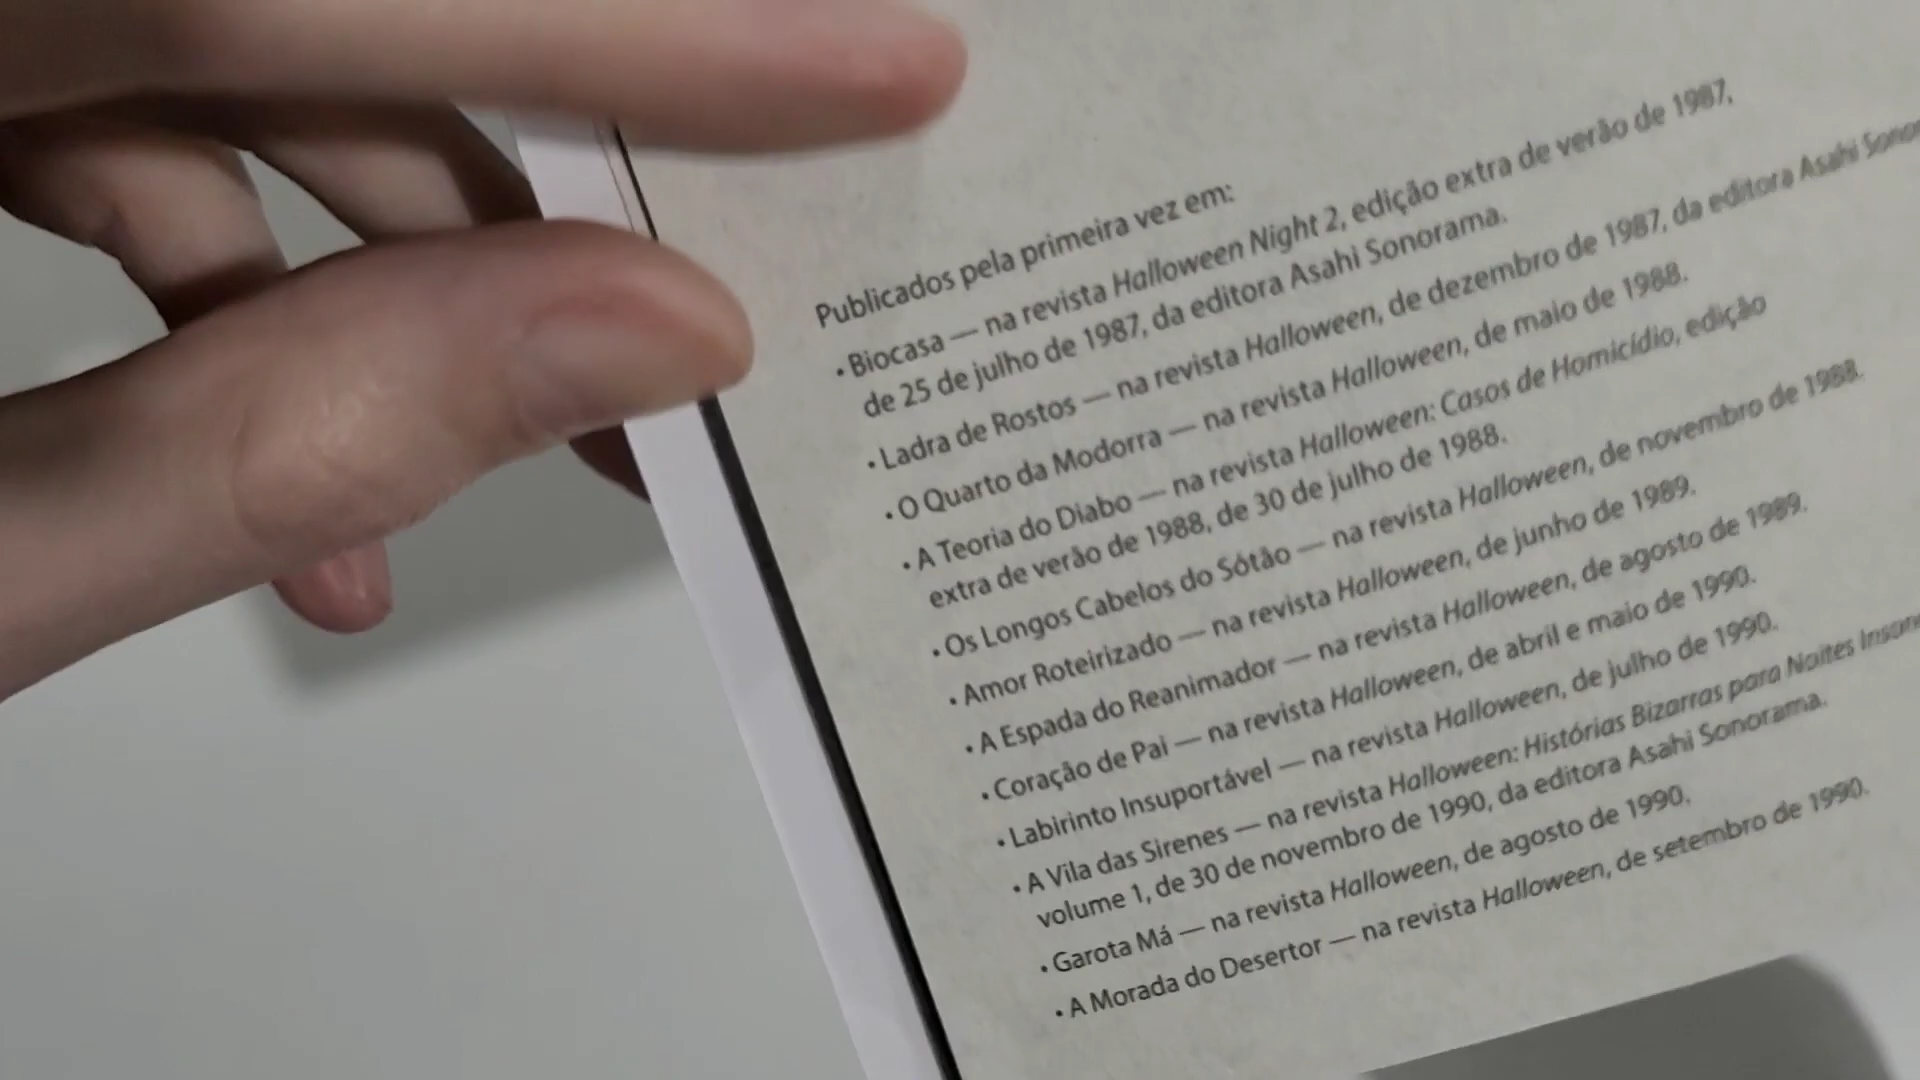 Publicados pela primeira vez em:
• Biocasa — na revista Halloween Night 2, edição extra de verão de 1987,
de 25 de julho de 1987, da editora Asahi Sonorama.
• Ladra de Rostos — na revista Halloween, de dezembro de 1987, da editora Asahi
• O Quarto da Modorra — na revista Halloween, de maio de 1988.
• A Teoria do Diabo — na revista Halloween: Casos de Homicídio, edição
extra de verão de 1988, de 30 de julho de 1988.
• Os Longos Cabelos do Sótão — na revista Halloween, de novembro de 1988.
• Amor Roteirizado — na revista Halloween, de junho de 1989.
• A Espada do Reanimador — na revista Halloween, de agosto de 1989.
• Coração de Pai — na revista Halloween, de abril e maio de 1990.
• Labirinto Insuportável — na revista Halloween, de julho de 1990.
• A Vila das Sirenes — na revista Halloween: Histórias Bizarras para Noites
volume 1, de 30 de novembro de 1990, da editora Asahi Sonorama.
• Garota Má — na revista Halloween, de agosto de 1990.
• A Morada do Desertor — na revista Halloween, de setembro de 1990.